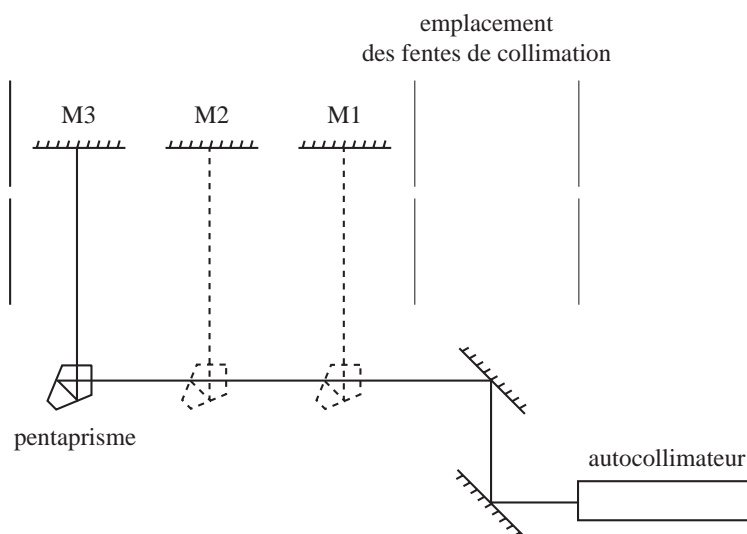 emplacement
des fentes de collimation
M3
M2
M1
pentaprisme
autocollimateur